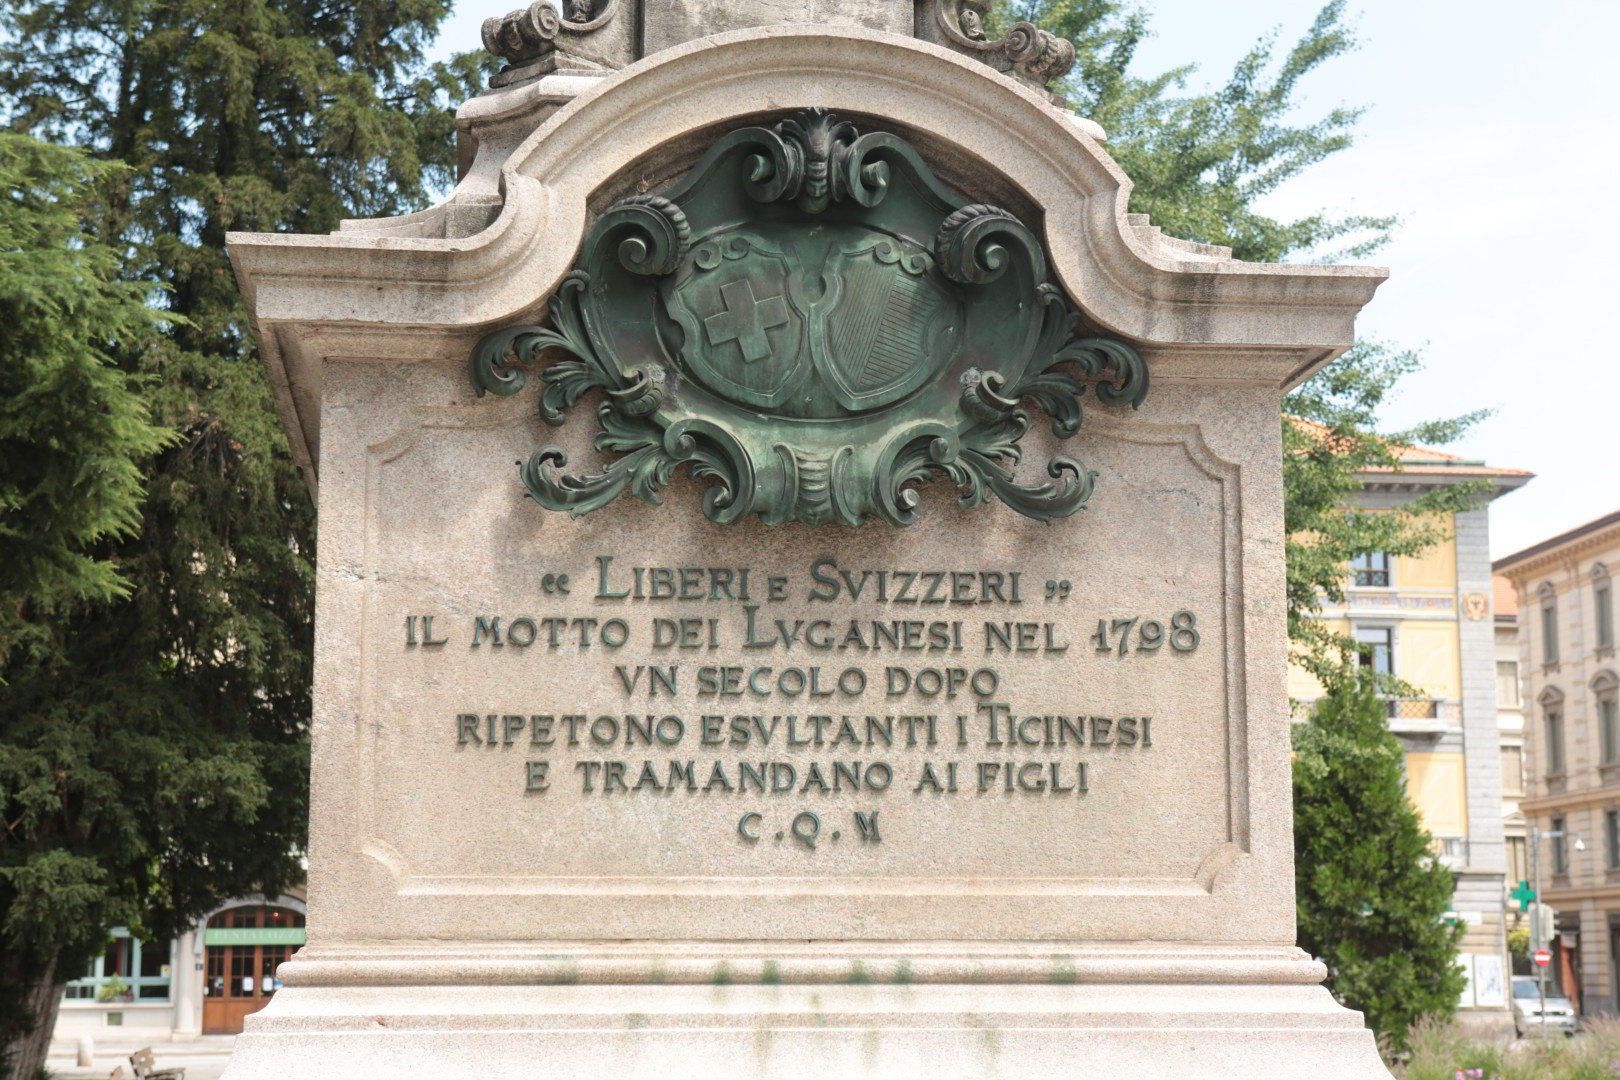 « LIBERI E SVIZZERI »
IL MOTTO DEI LVGANESI NEL 1798
VN SECOLO DOPO
RIPETONO ESVLTANTI I TICINESI
E TRAMANDANO AI FIGLI
C.Q.M